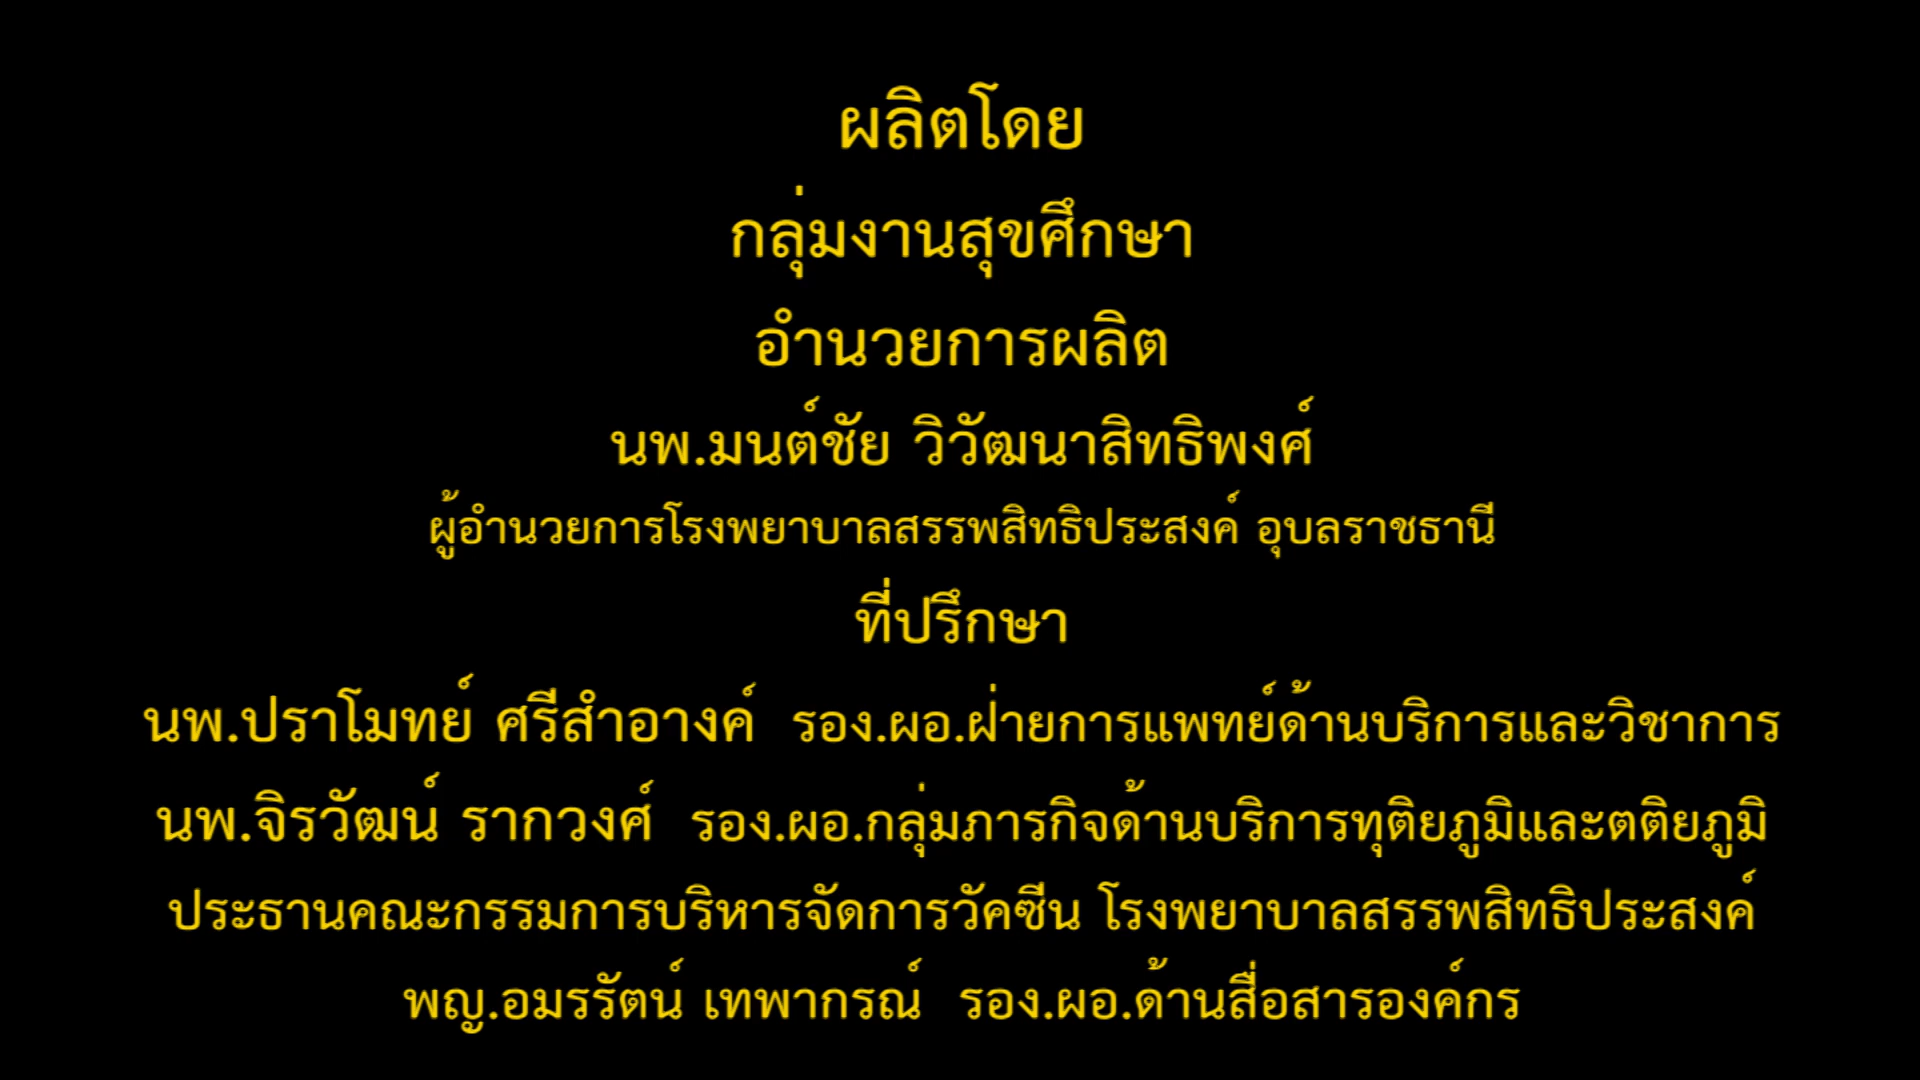 ผลิตโดย
กลุ่มงานสุขศึกษา
อำนวยการผลิต
นพ.มนต์ชัย วิวัฒนาสิทธิพงศ์
ผู้อำนวยการโรงพยาบาลสรรพสิทธิประสงค์ อุบลราชธานี
ที่ปรึกษา
นพ.ปราโมทย์ ศรีสำอางค์ รอง.ผอ.ฝ่ายการแพทย์ด้านบริการและวิชาการ
นพ.จิรวัฒน์ รากวงศ์ รอง.ผอ.กลุ่มภารกิจด้านบริการทุติยภูมิและตติยภูมิ
ประธานคณะกรรมการบริหารจัดการวัคซีน โรงพยาบาลสรรพสิทธิประสงค์
พญ.อมรรัตน์ เทพากรณ์ รอง.ผอ.ด้านสื่อสารองค์กร